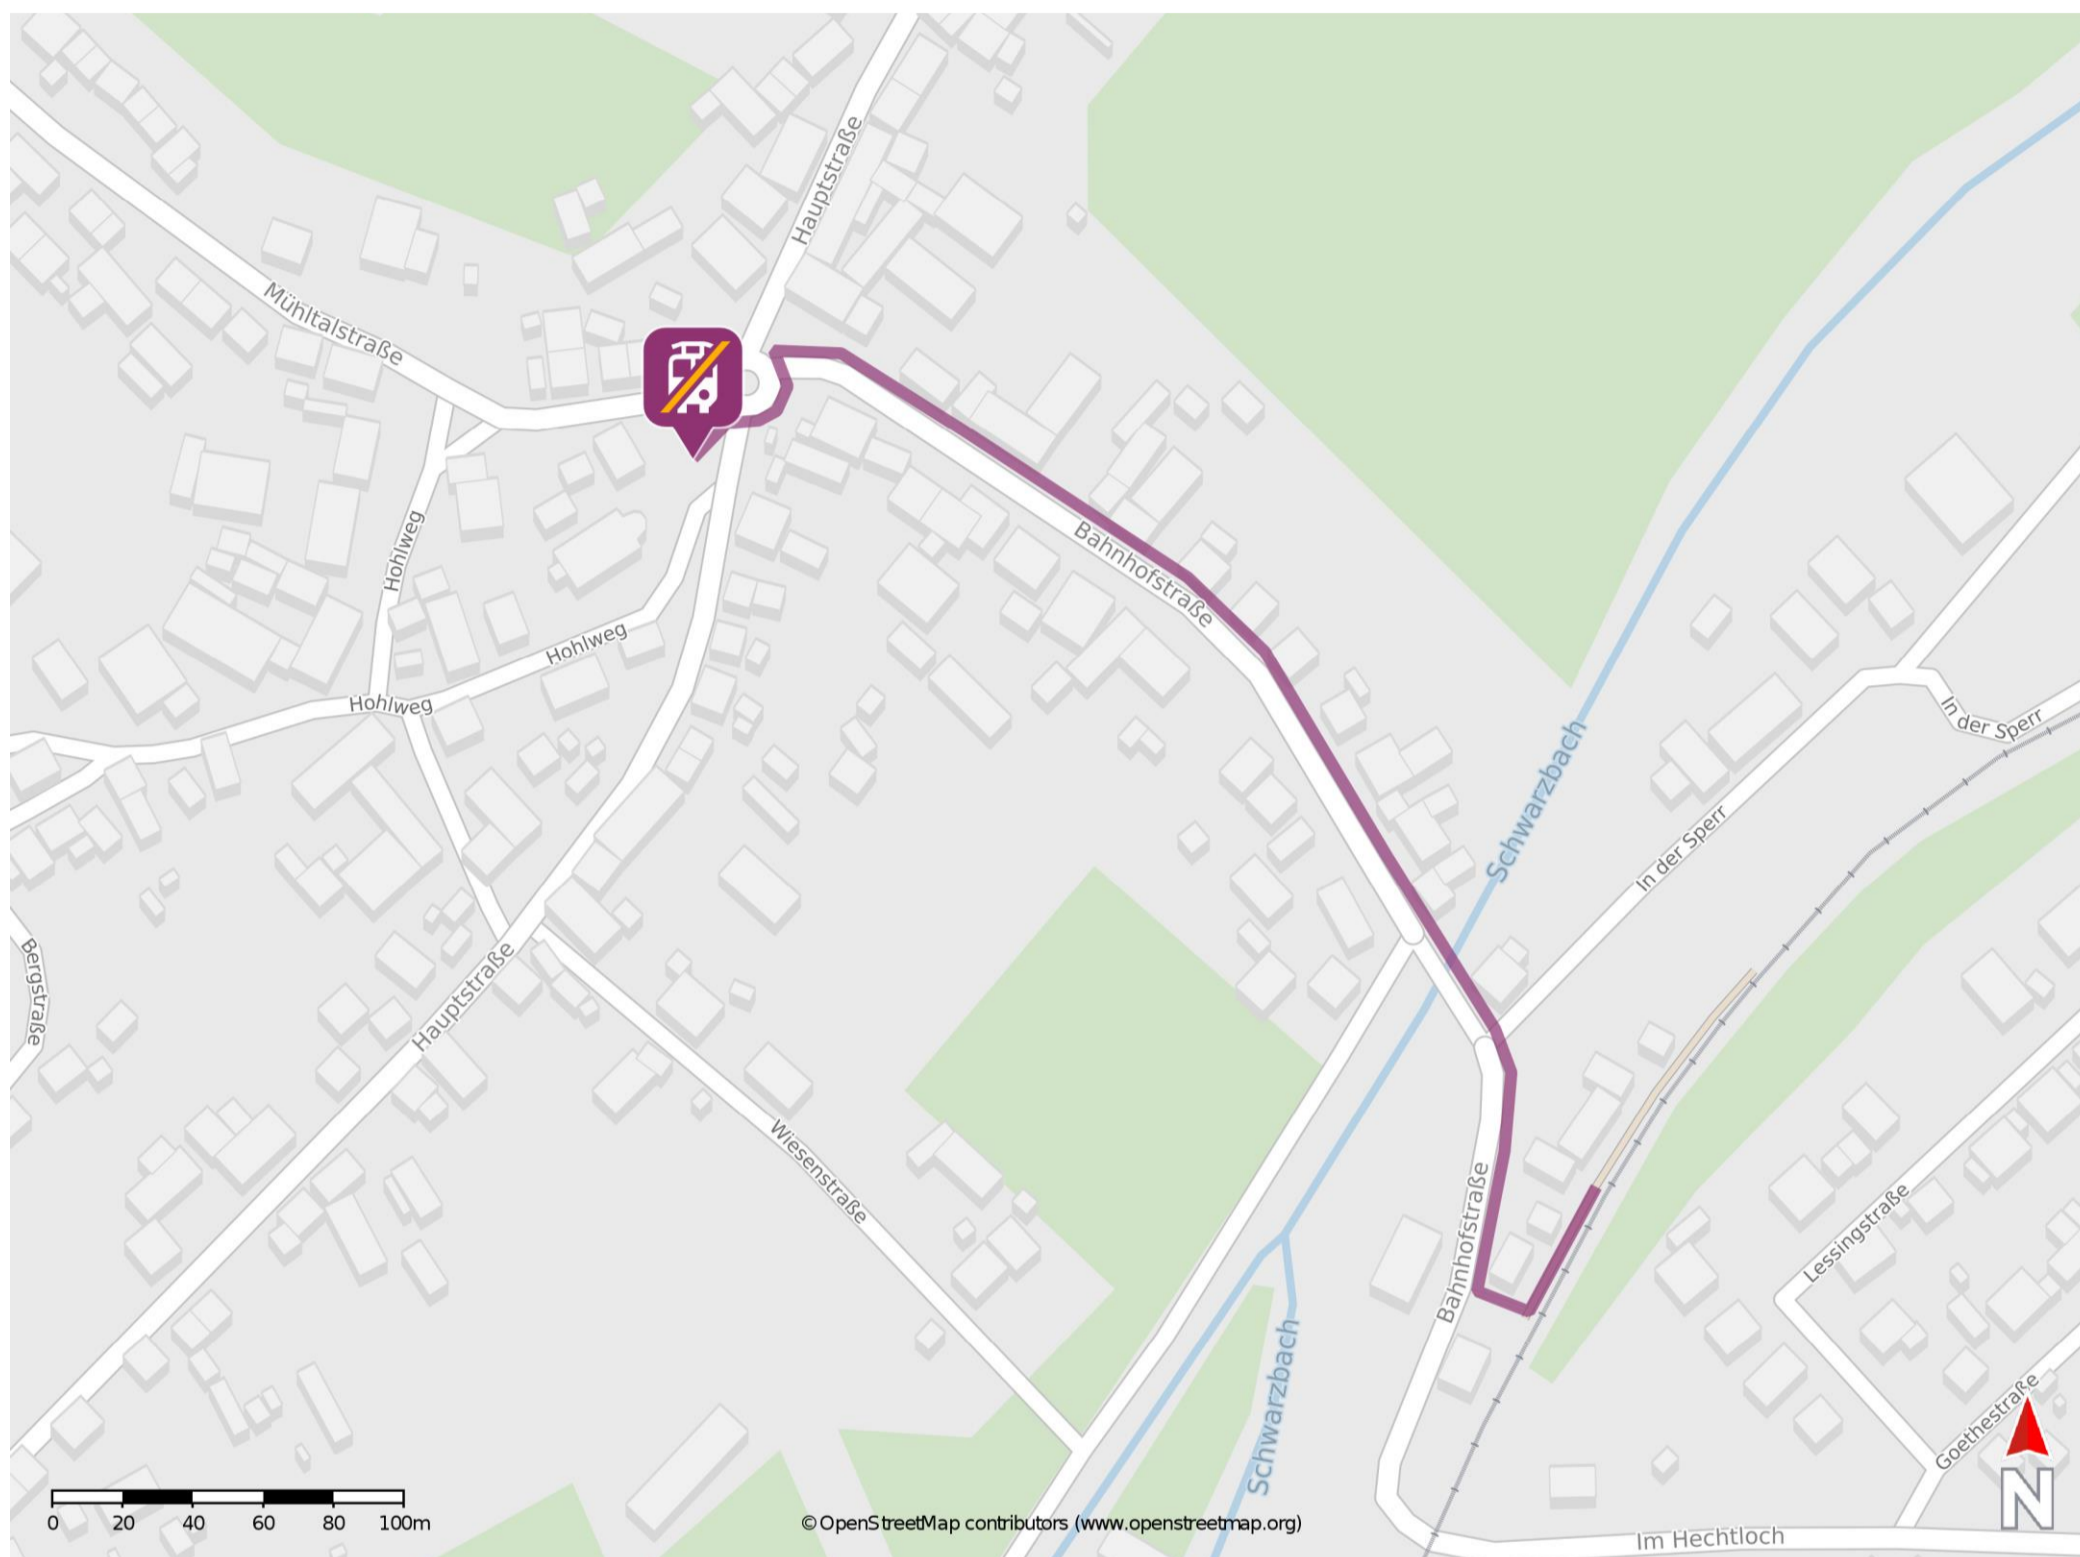 Hauptstraße
Mühltalstraße
Bahnhofstraße
Hohlweg
Hohlweg
Hohlweg
Schwarzbach
In der Sperr
In der Sperr
Bergstraße
Hauptstraße
Wiesenstraße
Bahnhofstraße
Lessingstraße
Schwarzbach
Goethestraße
N
0 20 40 60 80 100m
© OpenStreetMap contributors (www.openstreetmap.org)
Im Hechtloch